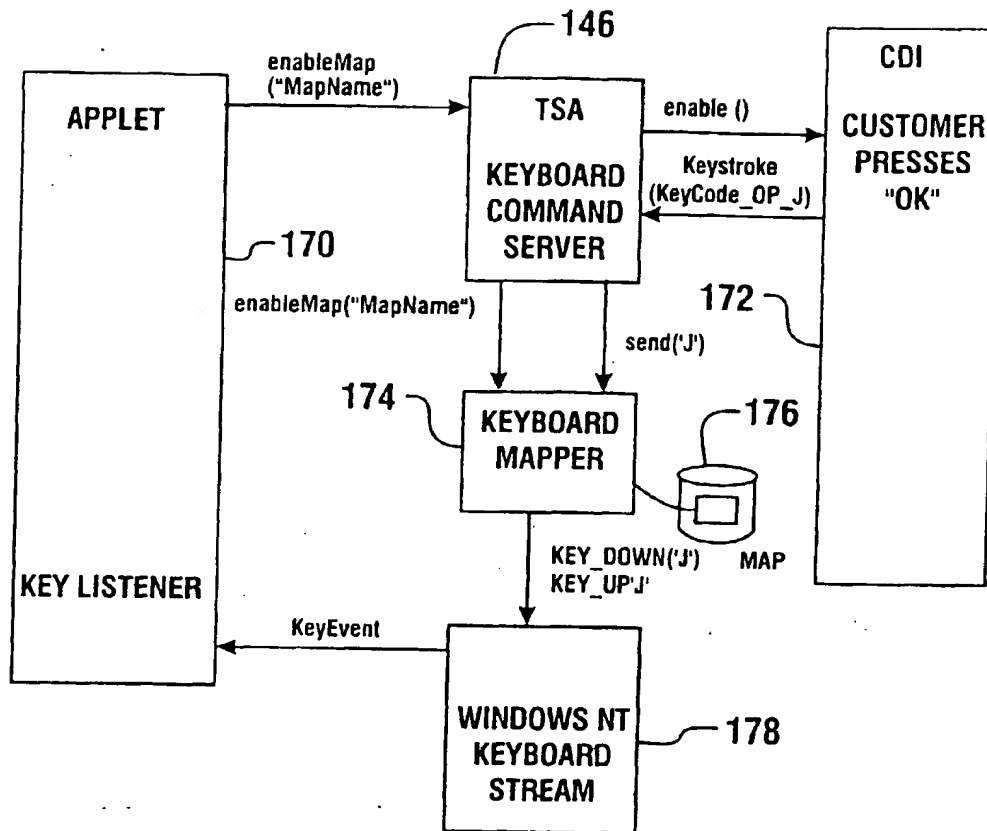 146
enableMap
("MapName")
APPLET
TSA
KEYBOARD
COMMAND
SERVER
enable ()
Keystroke
(KeyCode_OP_J)
CDI
CUSTOMER
PRESSES
"OK"
170
enableMap("MapName")
send('J')
172
174
KEYBOARD
MAPPER
176
MAP
KEY_DOWN('J')
KEY_UP'J'
KEY LISTENER
KeyEvent
WINDOWS NT
KEYBOARD
STREAM
178